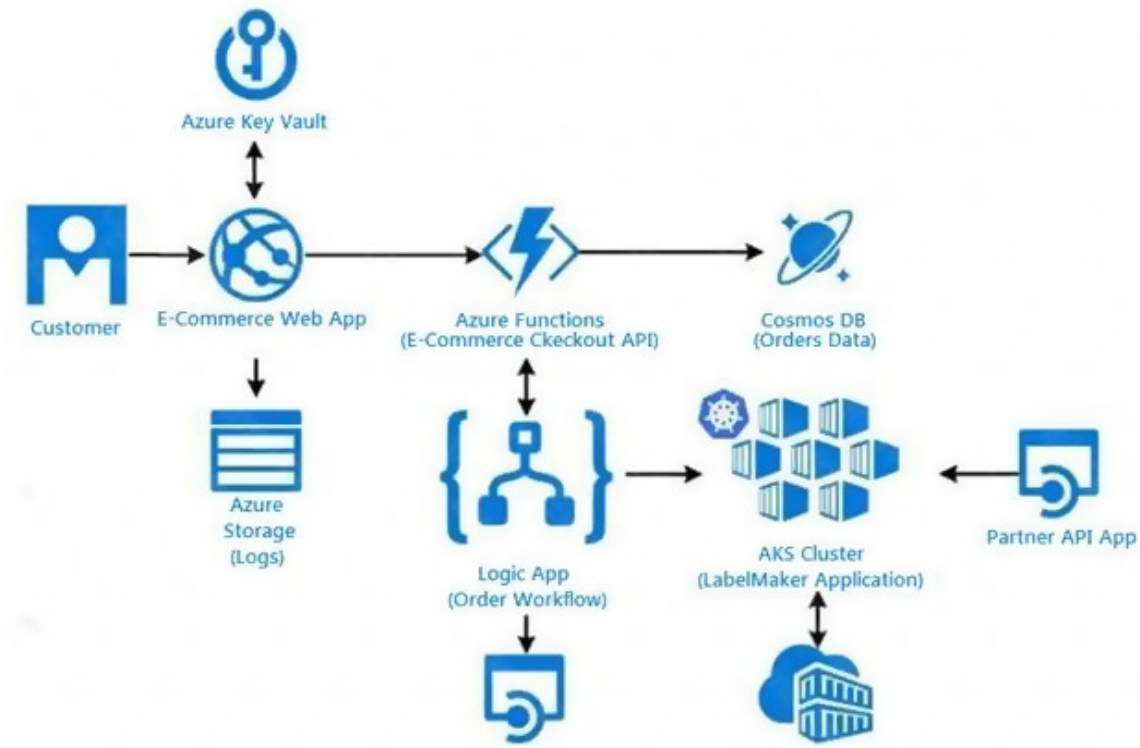 Azure Key Vault
Customer
E-Commerce Web App
Azure Functions
(E-Commerce Ckeckout API)
Cosmos DB
(Orders Data)
Azure
Storage
(Logs)
Logic App
(Order Workflow)
AKS Cluster
(LabelMaker Application)
Partner API App